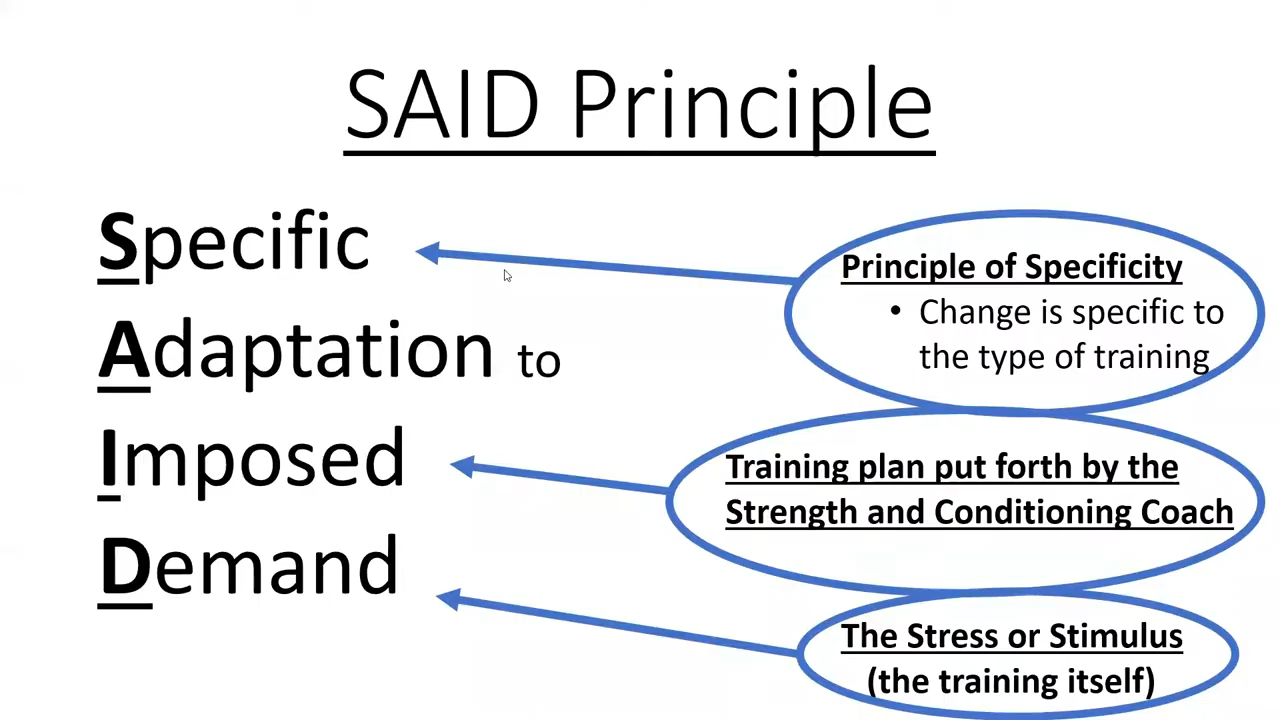 SAID Principle
Specific
Adaptation to
Imposed
Demand
Principle of Specificity
• Change is specific to
the type of training
Training plan put forth by the
Strength and Conditioning Coach
The Stress or Stimulus
(the training itself)